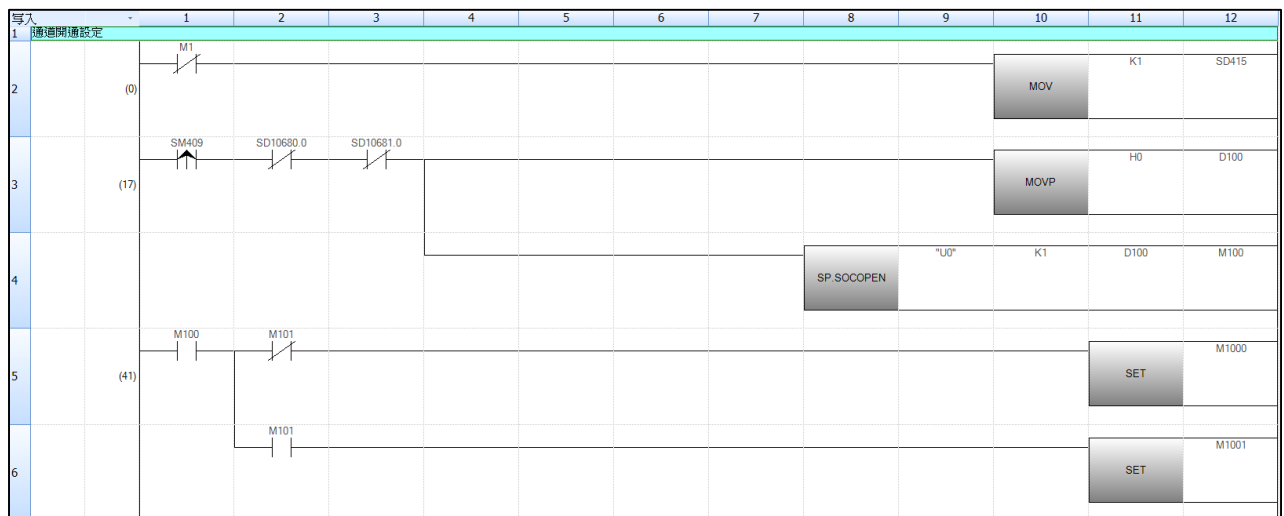 写入 1 2 3 4 5 6 7 8 9 10 11 12
1 通道開通設定
M1
K1 SD415
2 (0) MOV
SM409 SD10680.0 SD10681.0
H0 D100
3 (17) MOVP
"U0" K1 D100 M100
4 SP.SOCOPEN
M100 M101
M1000
5 (41) SET
M101
M1001
6 SET